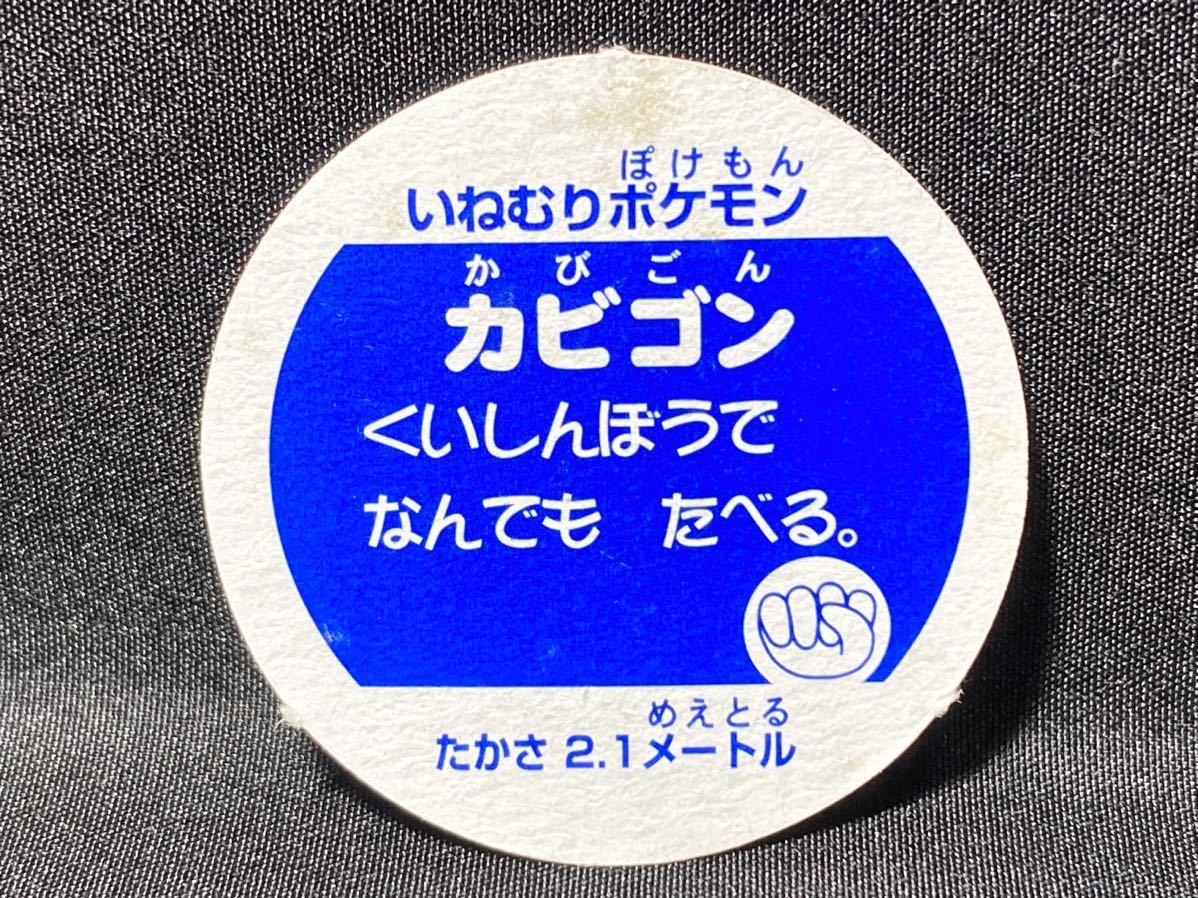 ぽけもん
いねむりポケモン
かびごん
カビゴン
くいしんぼうで
なんでも　たべる。
めえとる
たかさ 2.1メートル